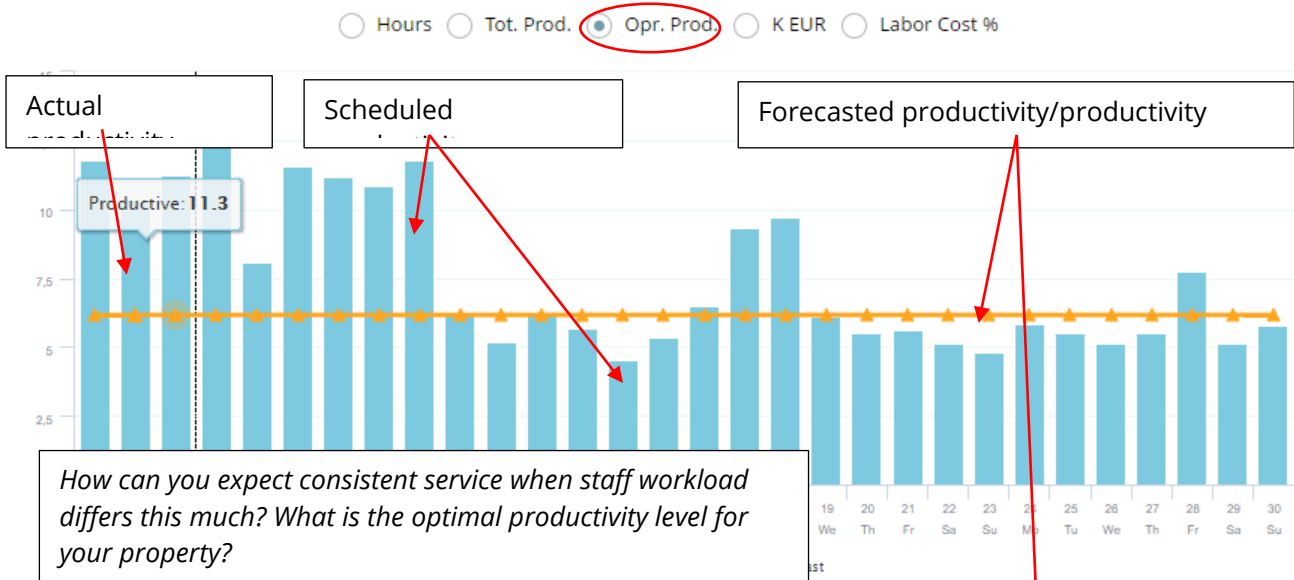 Hours Tot. Prod. Opr. Prod. K EUR Labor Cost %
Actual
productivity
Scheduled
Forecasted productivity/productivity
Productive: 11.3
10
7,5
5
2,5
How can you expect consistent service when staff workload
differs this much? What is the optimal productivity level for
your property?
19 20 21 22 23 24 25 26 27 28 29 30
We Th Fr Sa Su Mo Tu We Th Fr Sa Su